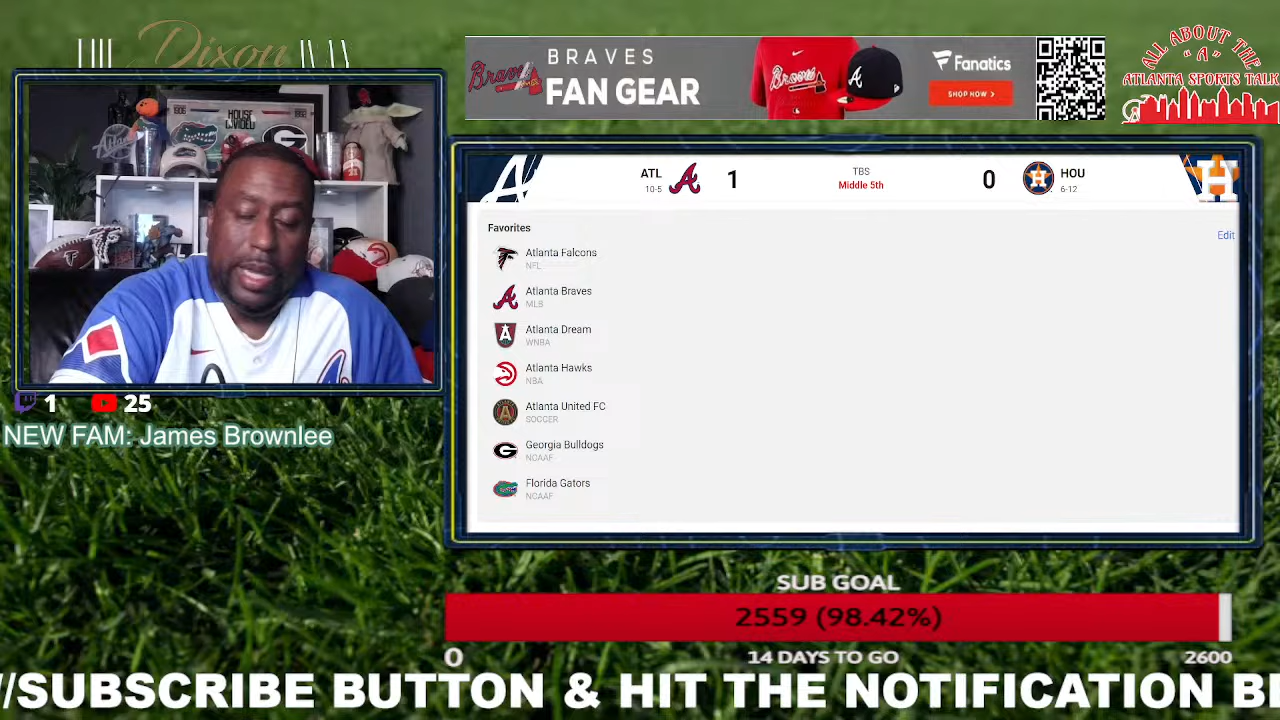 Dixon
BRAVES
FAN GEAR
Braves
Fanatics
SHOP NOW >
ALL ABOUT THE
"A"
ATLANTA SPORTS TALK
HOUSE
DIVIDED
ATL
10-5
1
TBS
Middle 5th
0
HOU
6-12
Favorites
Edit
Atlanta Falcons
NFL
Atlanta Braves
MLB
Atlanta Dream
WNBA
Atlanta Hawks
NBA
Atlanta United FC
SOCCER
Georgia Bulldogs
NCAAF
Florida Gators
NCAAF
1
25
NEW FAM: James Brownlee
SUB GOAL
2559 (98.42%)
0
14 DAYS TO GO
2600
//SUBSCRIBE BUTTON & HIT THE NOTIFICATION